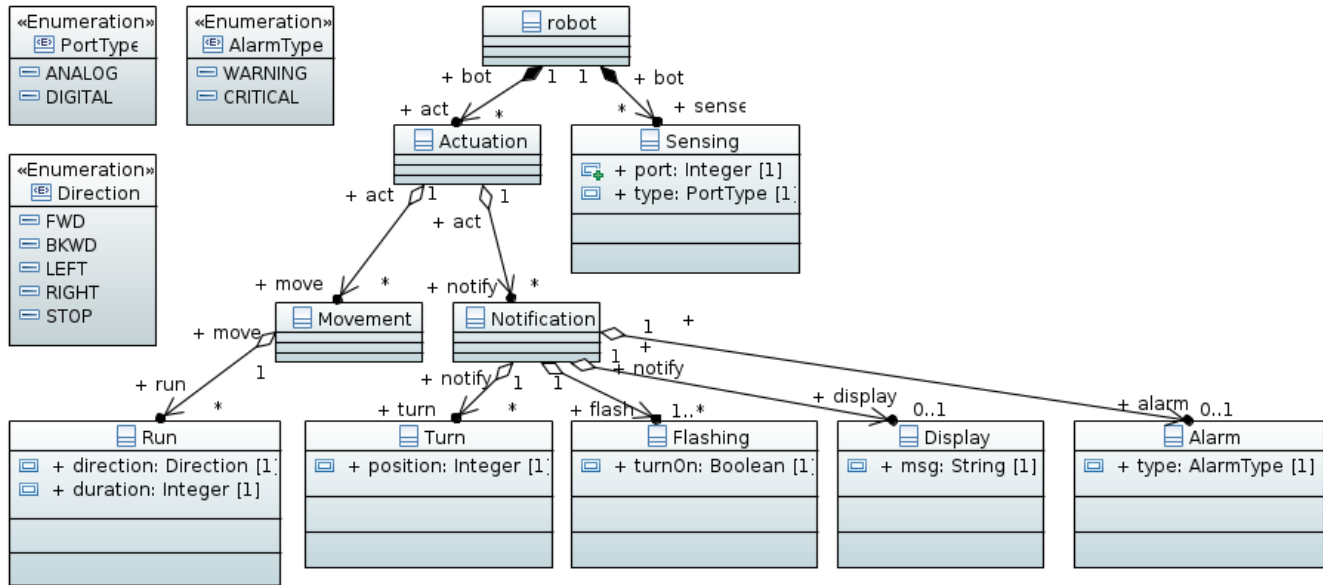 «Enumeration»
PortType
ANALOG
DIGITAL
«Enumeration»
AlarmType
WARNING
CRITICAL
robot
+ bot
1
1
+ bot
+ act
*
*
+ sense
Actuation
Sensing
+ port: Integer [1]
+ type: PortType [1]
«Enumeration»
Direction
FWD
BKWD
LEFT
RIGHT
STOP
+ act
1
1
+ act
+ move
*
+ notify
*
Movement
Notification
+ move
1
+ notify
1
1
1
+ notify
+
1
+
+ run
*
+ turn
*
+ flash
1..*
+ display
0..1
+ alarm
0..1
Run
+ direction: Direction [1]
+ duration: Integer [1]
Turn
+ position: Integer [1]
Flashing
+ turnOn: Boolean [1]
Display
+ msg: String [1]
Alarm
+ type: AlarmType [1]